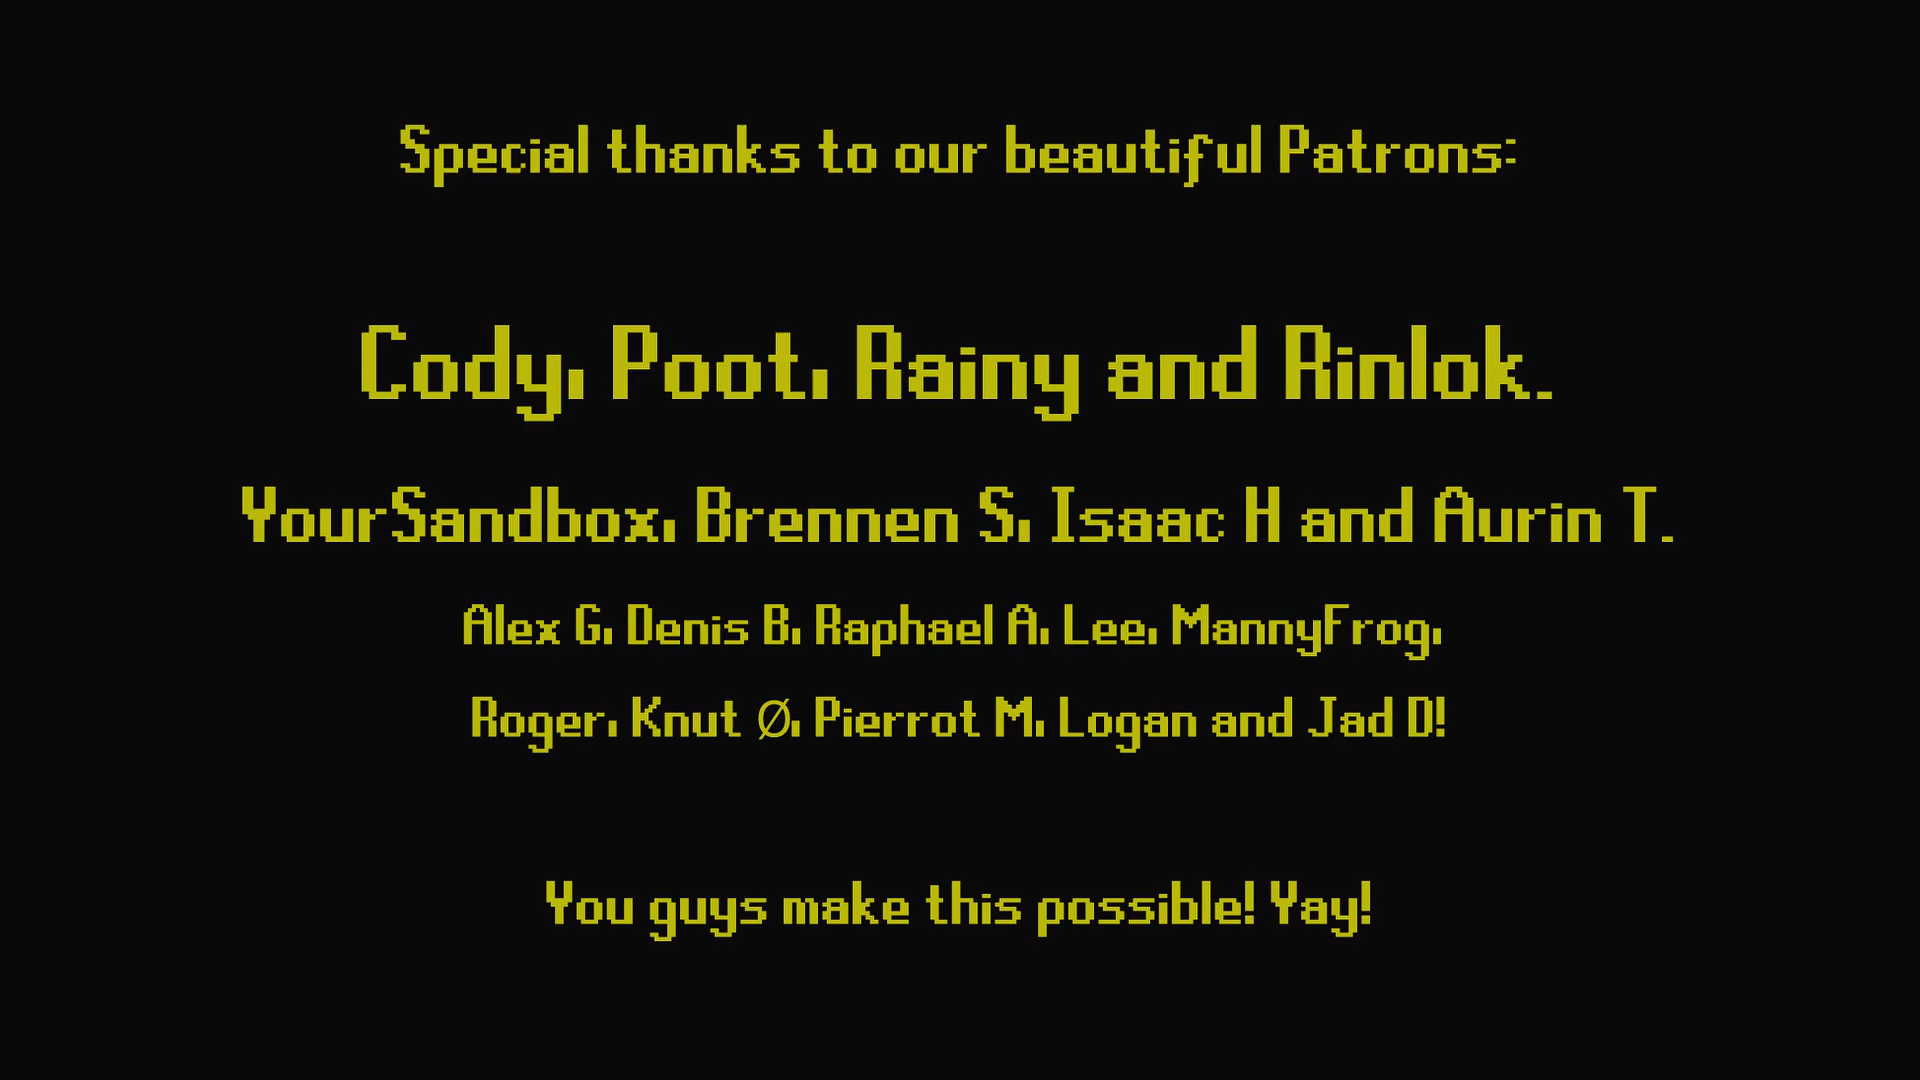 Special thanks to our beautiful Patrons:
Cody, Poot, Rainy and Rinlok.
YourSandbox, Brennen S, Isaac H and Aurin T.
Alex G, Denis B, Raphael A, Lee, MannyFrog,
Roger, Knut Ø, Pierrot M, Logan and Jad D!
You guys make this possible! Yay!